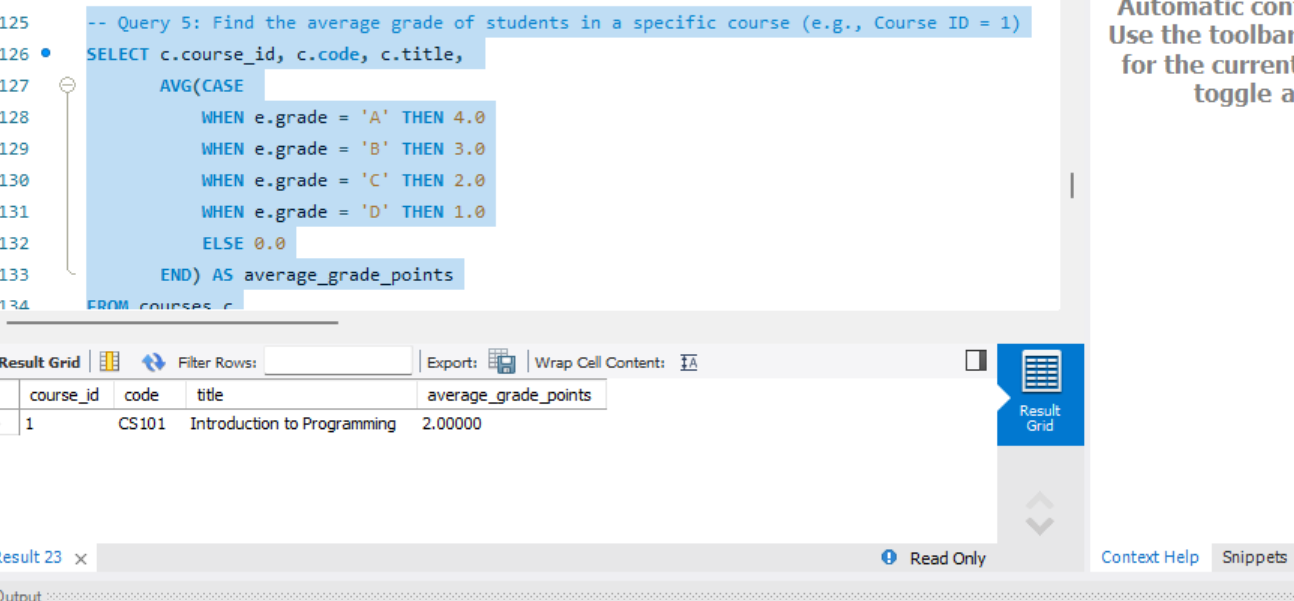 125 -- Query 5: Find the average grade of students in a specific course (e.g., Course ID = 1)
126 SELECT c.course_id, c.code, c.title,
127 AVG(CASE
128 WHEN e.grade = 'A' THEN 4.0
129 WHEN e.grade = 'B' THEN 3.0
130 WHEN e.grade = 'C' THEN 2.0
131 WHEN e.grade = 'D' THEN 1.0
132 ELSE 0.0
133 END) AS average_grade_points
134 FROM courses c
Automatic
Use the toolbar
for the current
toggle
Result Grid Filter Rows: Export: Wrap Cell Content:
course_id code title average_grade_points
1 CS101 Introduction to Programming 2.00000
Result
Grid
Result 23 Read Only
Context Help Snippets
Output